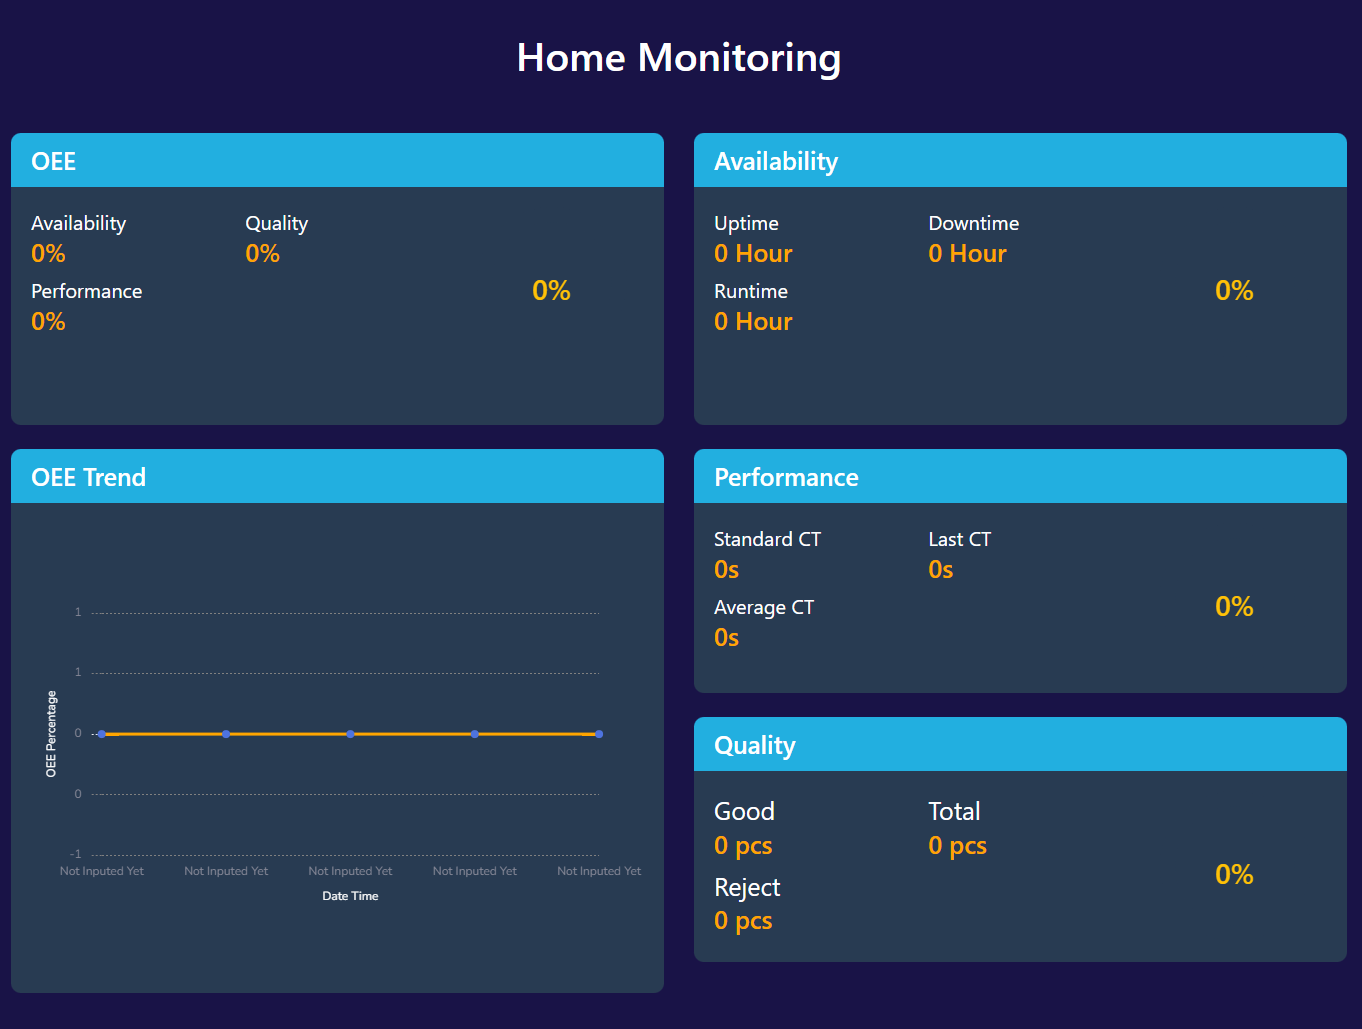 Home Monitoring
OEE
Availability
Quality
0%
0%
Performance
0%
0%
Availability
Uptime
Downtime
0 Hour
0 Hour
Runtime
0 Hour
0%
OEE Trend
1
1
0
0
-1
OEE Percentage
Not Inputed Yet
Not Inputed Yet
Not Inputed Yet
Not Inputed Yet
Not Inputed Yet
Date Time
Performance
Standard CT
Last CT
0s
0s
Average CT
0s
0%
Quality
Good
Total
0 pcs
0 pcs
Reject
0 pcs
0%